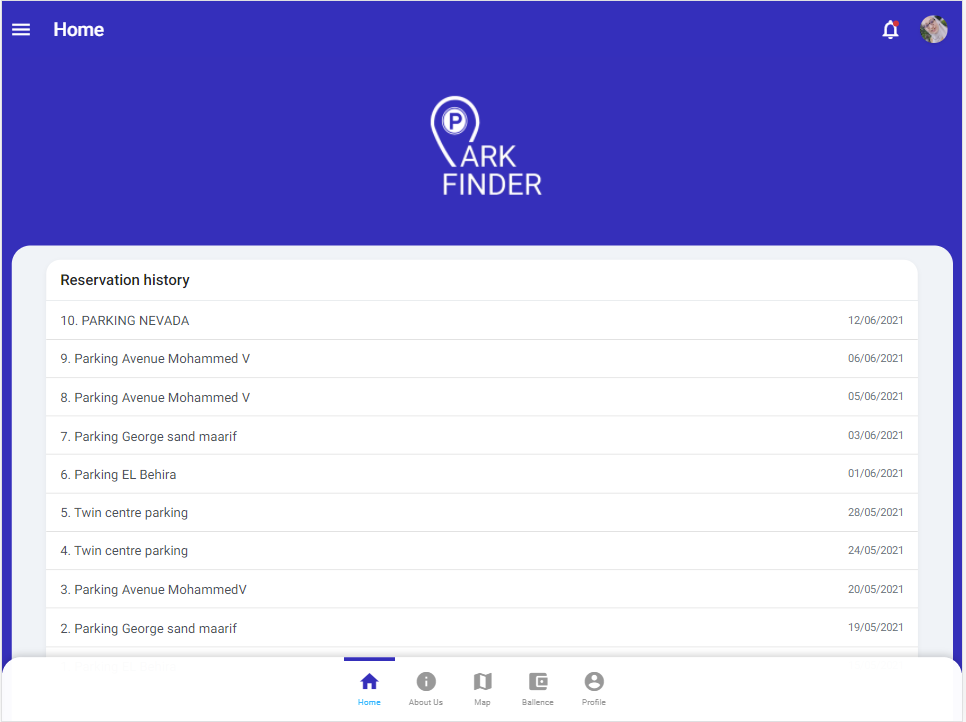 Home
P
ARK
FINDER
Reservation history
10. PARKING NEVADA 12/06/2021
9. Parking Avenue Mohammed V 06/06/2021
8. Parking Avenue Mohammed V 05/06/2021
7. Parking George sand maarif 03/06/2021
6. Parking EL Behira 01/06/2021
5. Twin centre parking 28/05/2021
4. Twin centre parking 24/05/2021
3. Parking Avenue MohammedV 20/05/2021
2. Parking George sand maarif 19/05/2021
Home About Us Map Ballence Profile